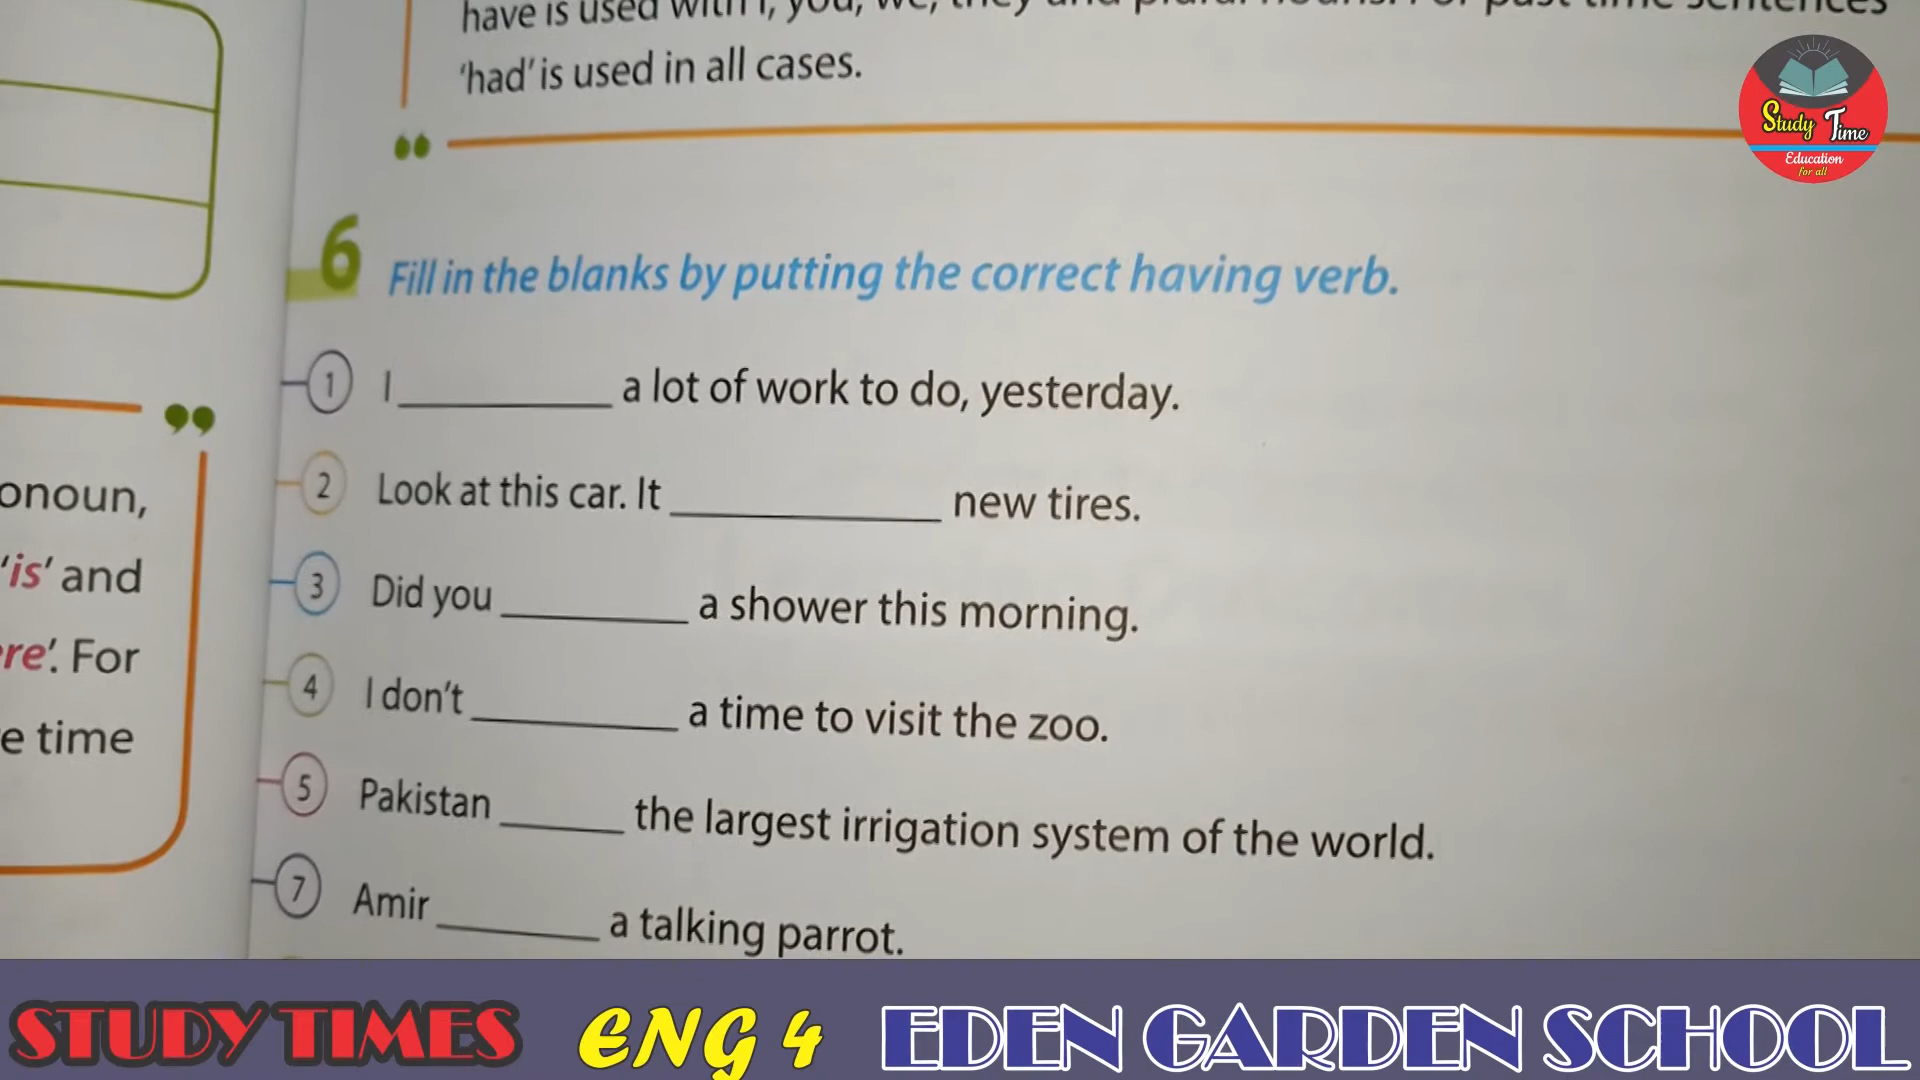 onoun,
'is' and
re'. For
e time
'had' is used in all cases.
6 Fill in the blanks by putting the correct having verb.
1 I ________ a lot of work to do, yesterday.
2 Look at this car. It ________ new tires.
3 Did you ________ a shower this morning.
4 I don't ________ a time to visit the zoo.
5 Pakistan ________ the largest irrigation system of the world.
7 Amir ________ a talking parrot.
Study Time
Education
for all
STUDY TIMES ENG 4 EDEN GARDEN SCHOOL